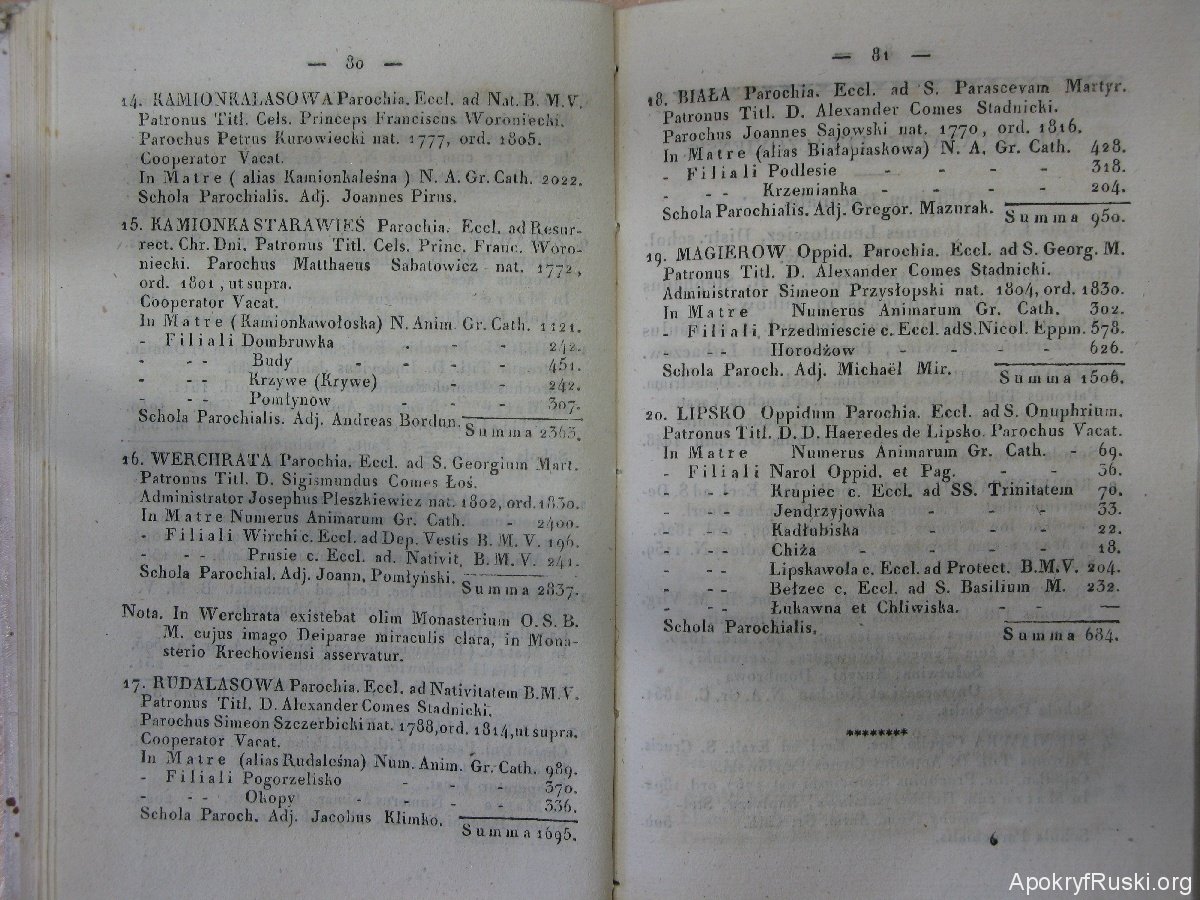 — 80 —
14. KAMIONKALASOWA Parochia. Eccl. ad Nat. B. M. V.
Patronus Titl. Cels. Princeps Franciscus Woroniecki.
Parochus Petrus Kurowiecki nat. 1777, ord. 1805.
Cooperator Vacat.
In Matre ( alias Kamionkaleśna ) N. A. Gr. Cath. 2022.
Schola Parochialis. Adj. Joannes Pirus.
15. KAMIONKA STARAWIEŚ Parochia. Eccl. ad Resur-
rect. Chr. Dni. Patronus Titl. Cels. Princ. Franc. Woro-
niecki. Parochus Matthaeus Sabatowicz nat. 1772,
ord. 1801, ut supra.
Cooperator Vacat.
In Matre (Kamionkawołoska) N. Anim. Gr. Cath. 1121.
- Filiali Dombruwka - - - 242.
- - - Budy - - - 451.
- - - Krzywe (Krywe) - - - 242.
- - - Pomłynow - - - 307.
Schola Parochialis. Adj. Andreas Bordun. Summa 2363.
16. WERCHRATA Parochia. Eccl. ad S. Georgium Mart.
Patronus Titl. D. Sigismundus Comes Łoś.
Administrator Josephus Pleszkiewicz nat. 1802, ord. 1830.
In Matre Numerus Animarum Gr. Cath. - 2400.
- Filiali Wirchi c. Eccl. ad Dep. Vestis B. M. V. 196.
- - - Prusie c. Eccl. ad. Nativit. B. M. V. 241.
Schola Parochial. Adj. Joann. Pomłyński. Summa 2837.
Nota. In Werchrata existebat olim Monasterium O. S. B.
M. cujus imago Deiparae miraculis clara, in Mona-
sterio Krechoviensi asservatur.
17. RUDALASOWA Parochia. Eccl. ad Nativitatem B. M. V.
Patronus Titl. D. Alexander Comes Stadnicki.
Parochus Simeon Szczerbicki nat. 1788, ord. 1814, ut supra.
Cooperator Vacat.
In Matre (alias Rudaleśna) Num. Anim. Gr. Cath. 989.
- Filiali Pogorzelisko - - - 370.
- - - Okopy - - - - 336.
Schola Paroch. Adj. Jacobus Klimko. Summa 1695.
— 81 —
18. BIAŁA Parochia. Eccl. ad S. Parascevam Martyr.
Patronus Titl. D. Alexander Comes Stadnicki.
Parochus Joannes Sajowski nat. 1770, ord. 1816.
In Matre (alias Białapiaskowa) N. A. Gr. Cath. 428.
- Filiali Podlesie - - - - 318.
- - - Krzemianka - - - - 204.
Schola Parochialis. Adj. Gregor. Mazurak. Summa 950.
19. MAGIEROW Oppid. Parochia. Eccl. ad S. Georg. M.
Patronus Titl. D. Alexander Comes Stadnicki.
Administrator Simeon Przysłopski nat. 1804, ord. 1830.
In Matre Numerus Animarum Gr. Cath. 302.
- Filiali Przedmiescie c. Eccl. ad S. Nicol. Eppm. 578.
- - - Horodżow - - - - 626.
Schola Paroch. Adj. Michaël Mir. Summa 1506.
20. LIPSKO Oppidum Parochia. Eccl. ad S. Onuphrium.
Patronus Titl. D. D. Haeredes de Lipsko. Parochus Vacat.
In Matre Numerus Animarum Gr. Cath. - 69.
- Filiali Narol Oppid. et Pag. - - 36.
- - - Krupiec c. Eccl. ad SS. Trinitatem 70.
- - - Jendrzyjowka - - - 33.
- - - Kadłubiska - - - 22.
- - - Chiża - - - - 18.
- - - Lipskawola c. Eccl. ad Protect. B. M. V. 204.
- - - Bełzec c. Eccl. ad S. Basilium M. 232.
- - - Łukawna et Chliwiska. - - —
Schola Parochialis. Summa 684.
********
6
ApokryfRuski.org